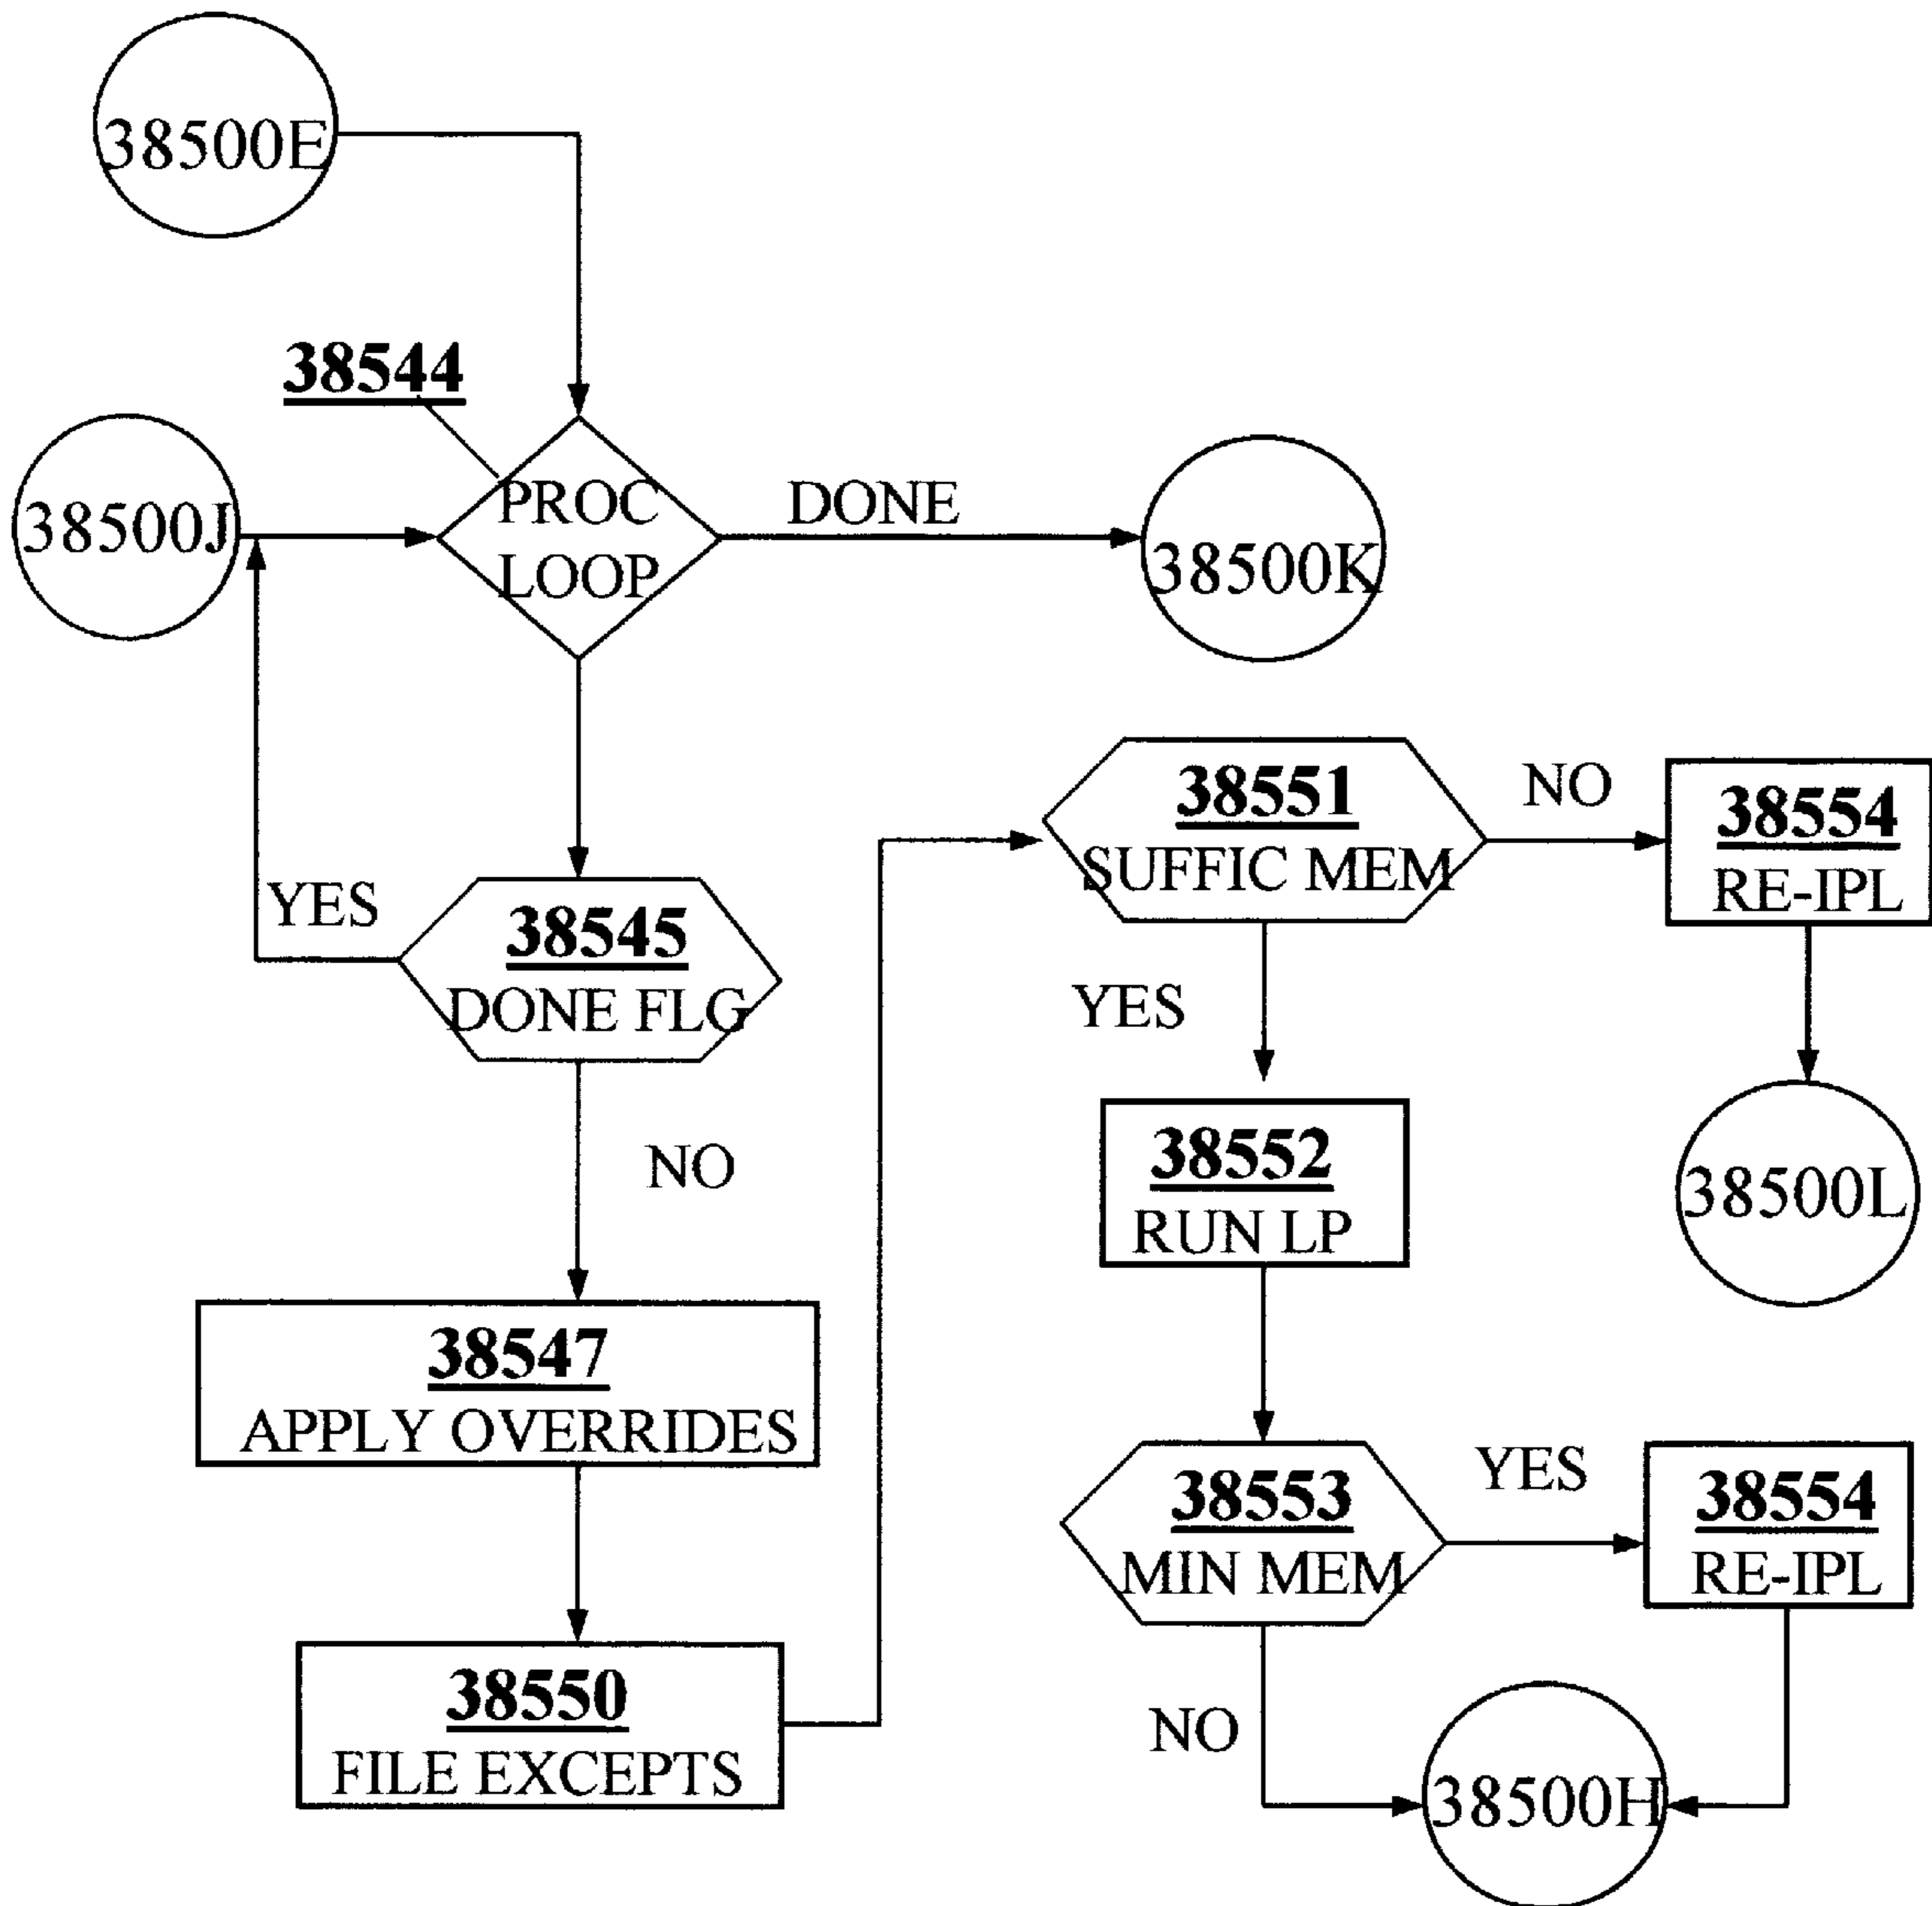 38500E
38544
38500J
PROC
LOOP
DONE
38500K
38551
SUFFIC MEM
NO
38554
RE-IPL
YES
38545
DONE FLG
YES
38552
RUN LP
38500L
NO
38547
APPLY OVERRIDES
38553
MIN MEM
YES
38554
RE-IPL
38550
FILE EXCEPTS
NO
38500H